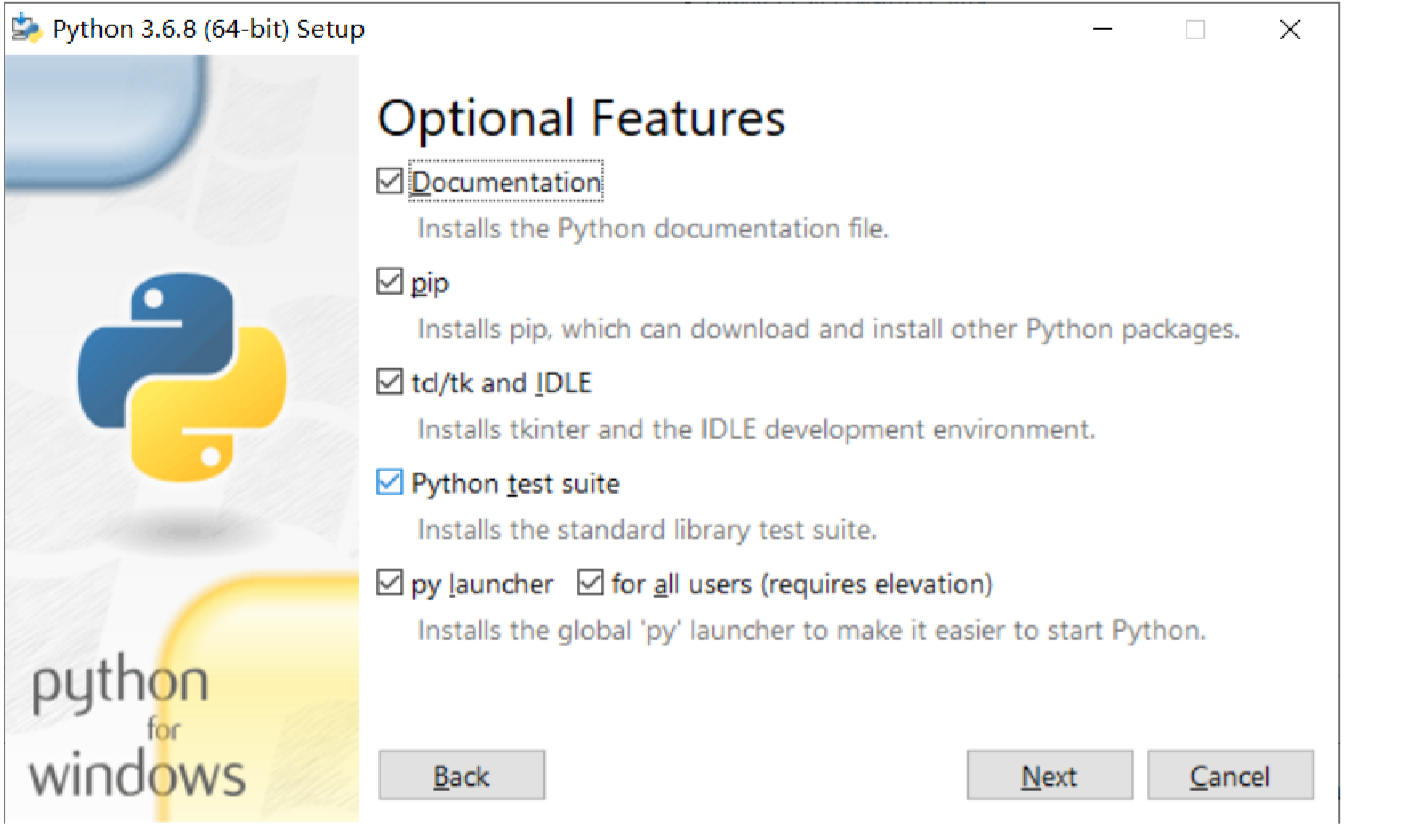 Python 3.6.8 (64-bit) Setup
Optional Features
Documentation
Installs the Python documentation file.
pip
Installs pip, which can download and install other Python packages.
tcl/tk and IDLE
Installs tkinter and the IDLE development environment.
Python test suite
Installs the standard library test suite.
py launcher for all users (requires elevation)
Installs the global 'py' launcher to make it easier to start Python.
python
for
windows
Back Next Cancel